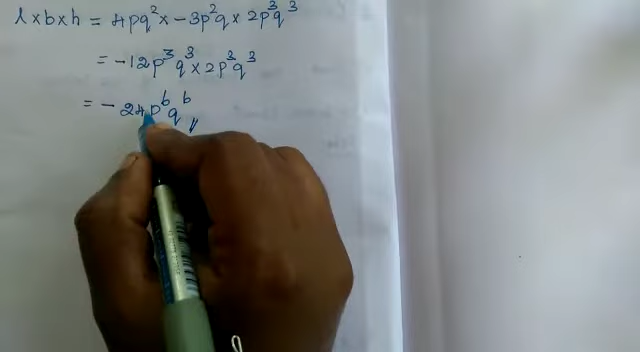 l×b×h = 4pq²×-3p²q×2p³q³
= -12p³q³×2p³q³
= -24p⁶q⁶